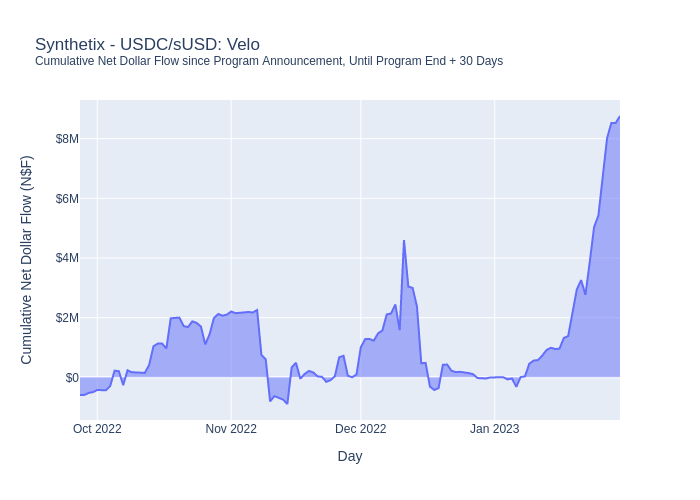 Synthetix - USDC/sUSD: Velo
Cumulative Net Dollar Flow since Program Announcement, Until Program End + 30 Days
Cumulative Net Dollar Flow (N$F)
$8M
$6M
$4M
$2M
$0
Oct 2022
Nov 2022
Dec 2022
Jan 2023
Day